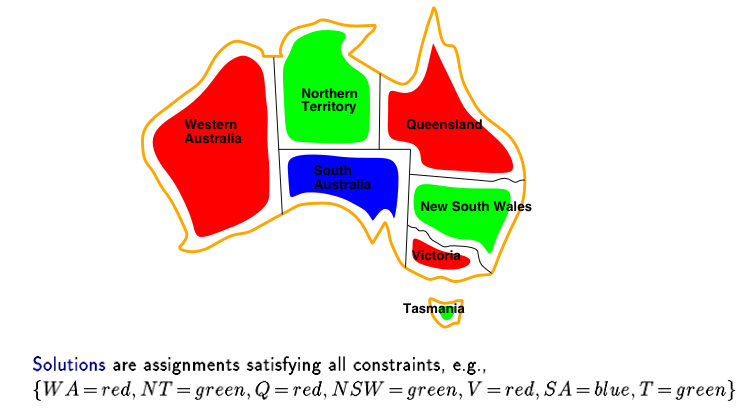 Northern
Territory
Western
Australia
Queensland
South
Australia
New South Wales
Victoria
Tasmania
Solutions are assignments satisfying all constraints, e.g.,
{WA=red, NT=green, Q=red, NSW=green, V=red, SA=blue, T=green}